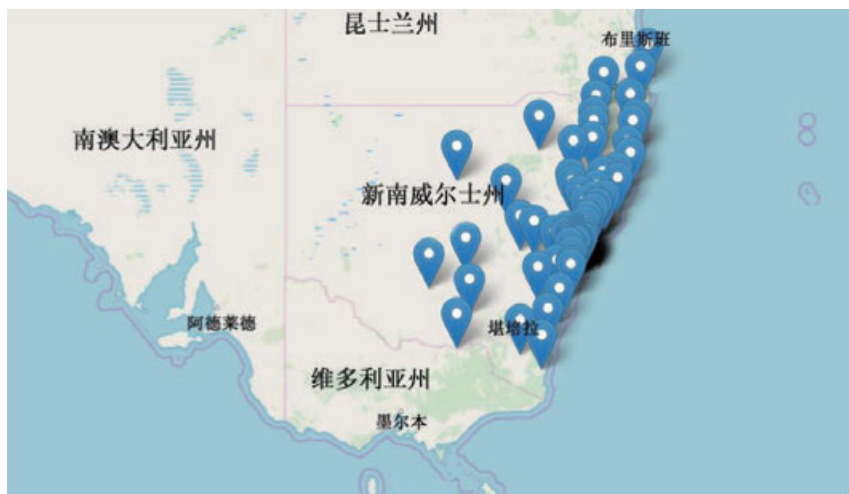 昆士兰州
布里斯班
南澳大利亚州
新南威尔士州
阿德莱德
堪培拉
维多利亚州
墨尔本